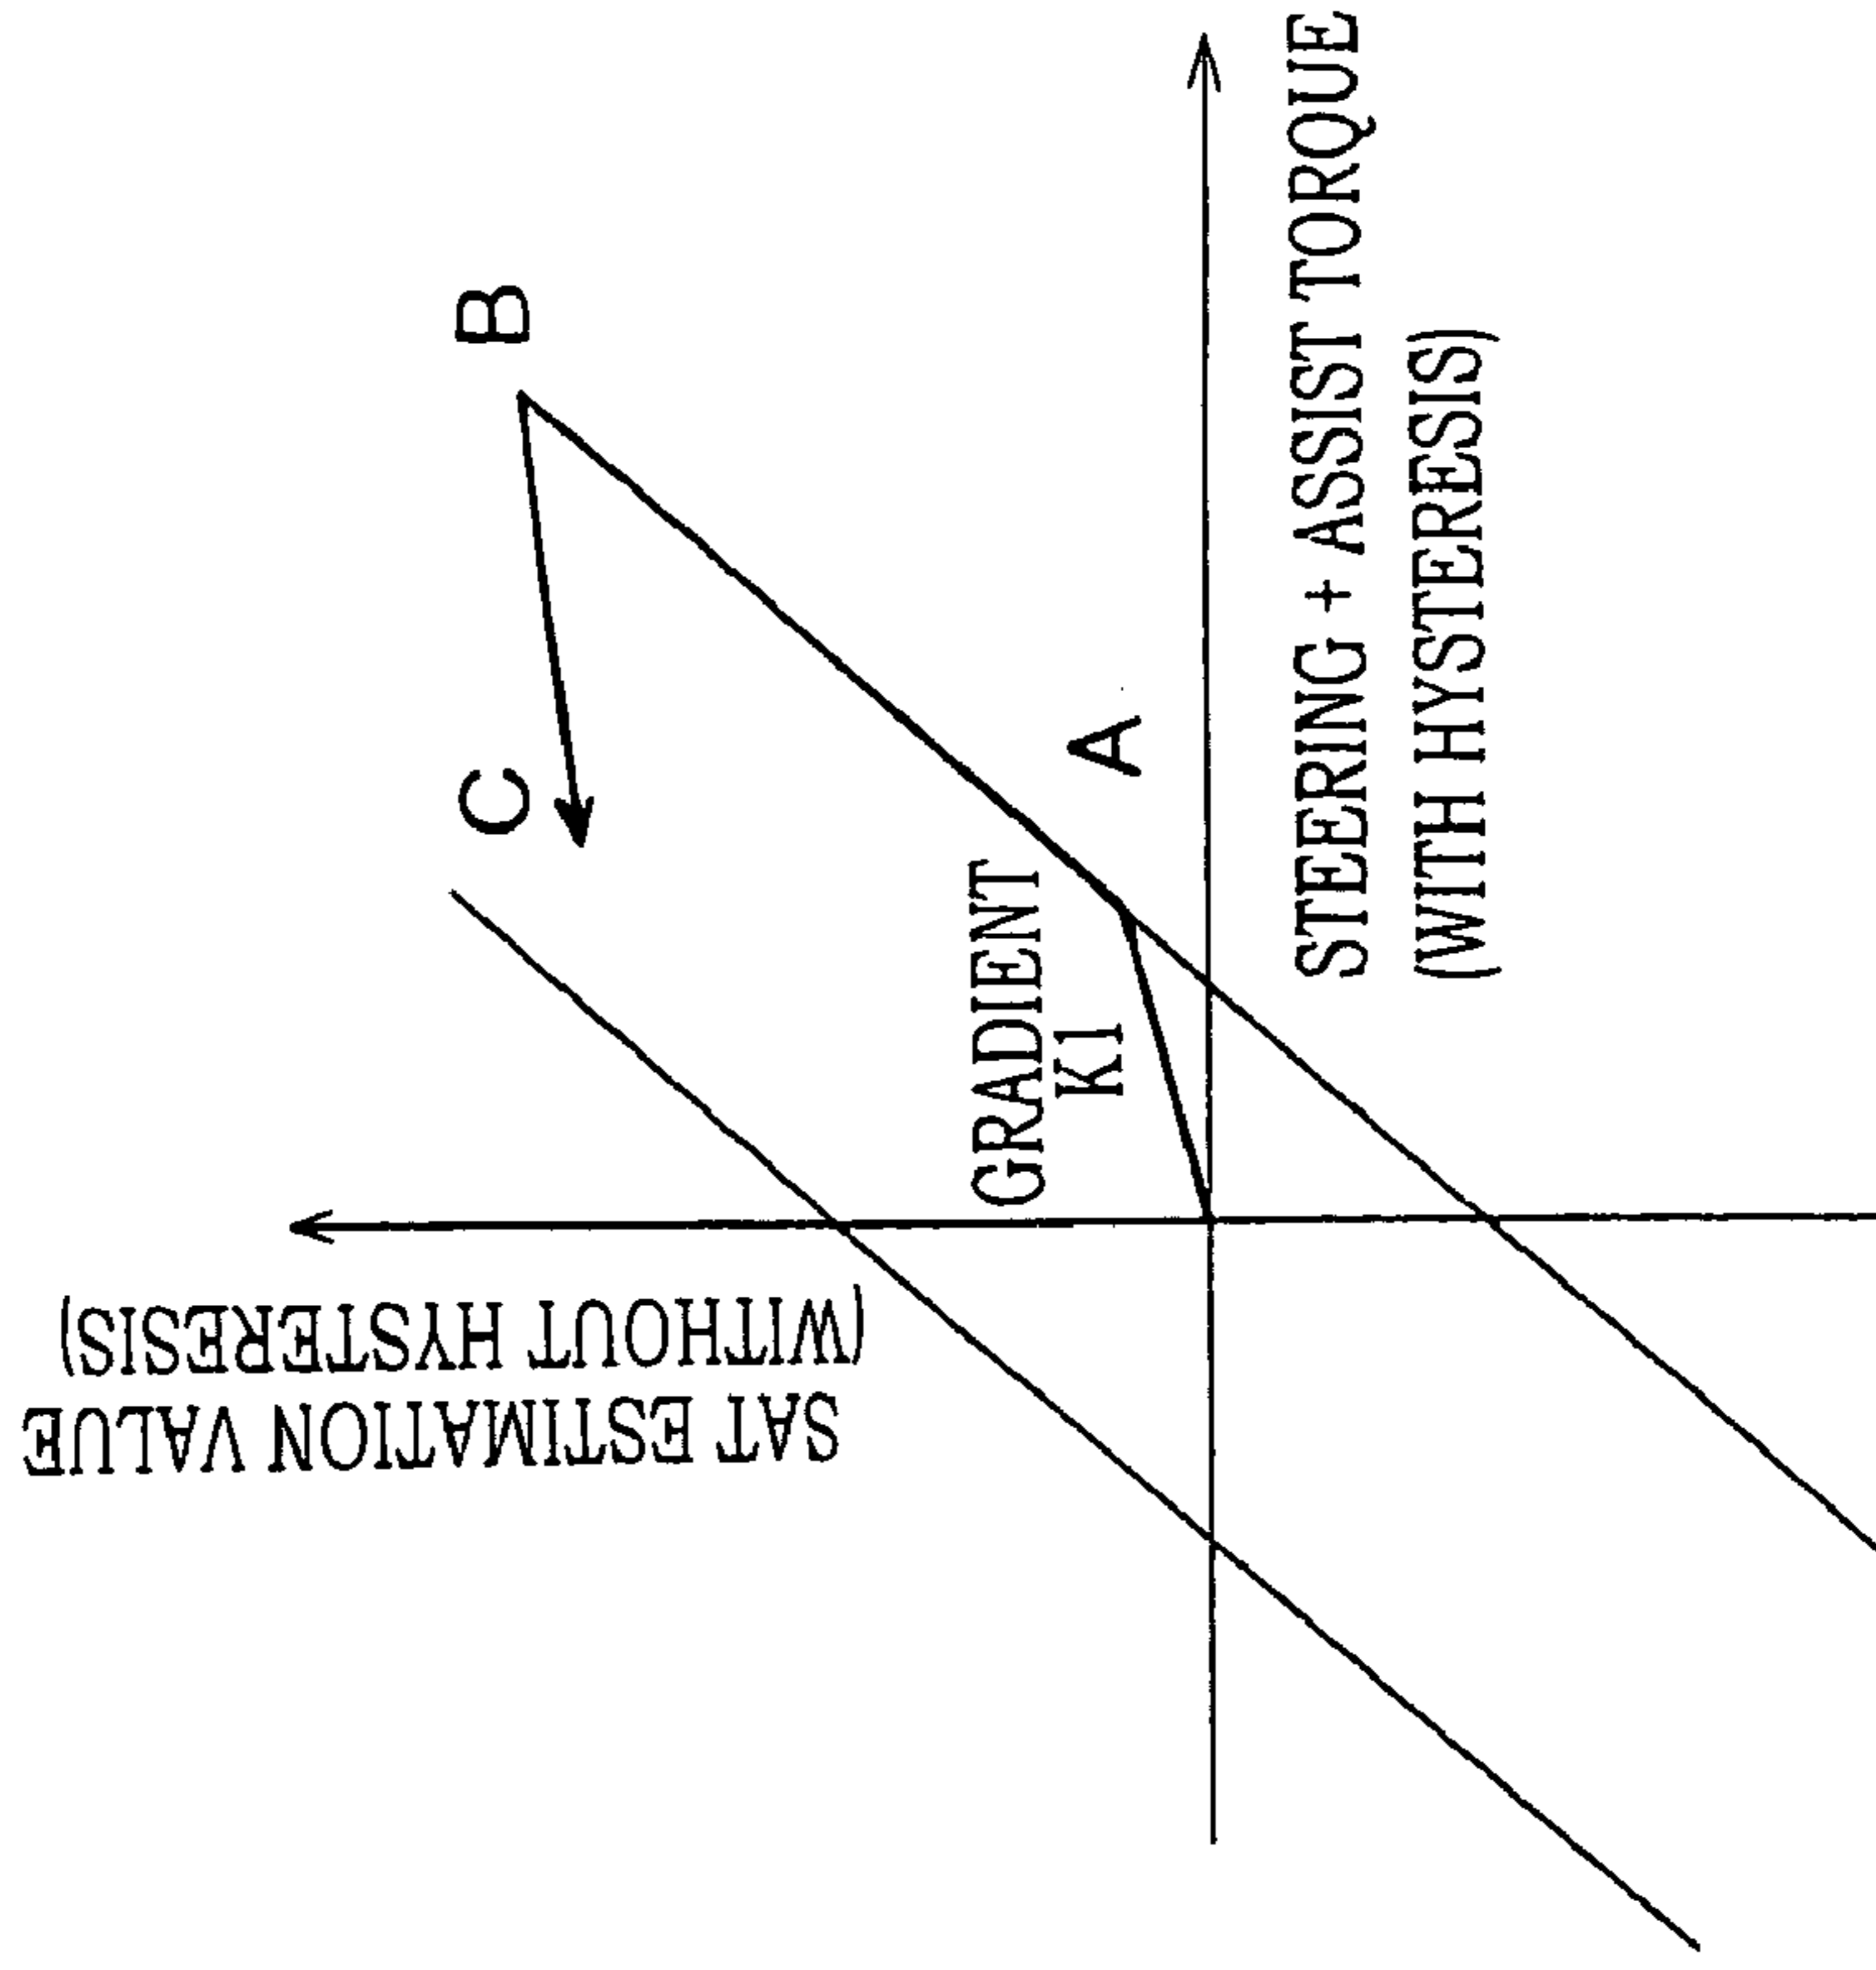 SAT ESTIMATION VALUE
(WITHOUT HYSTERESIS)
C
B
GRADIENT
K1
A
STEERING + ASSIST TORQUE
(WITH HYSTERESIS)